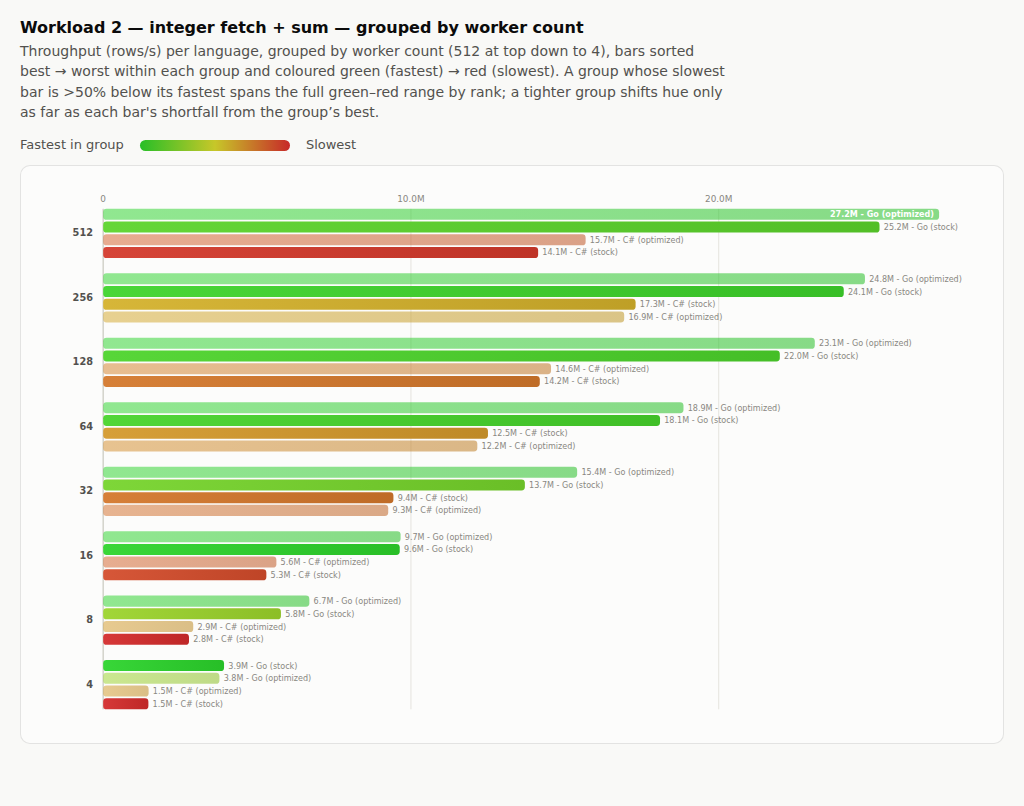 Workload 2 — integer fetch + sum — grouped by worker count
Throughput (rows/s) per language, grouped by worker count (512 at top down to 4), bars sorted
best → worst within each group and coloured green (fastest) → red (slowest). A group whose slowest
bar is >50% below its fastest spans the full green–red range by rank; a tighter group shifts hue only
as far as each bar's shortfall from the group’s best.
Fastest in group
Slowest
0
10.0M
20.0M
512
27.2M - Go (optimized)
25.2M - Go (stock)
15.7M - C# (optimized)
14.1M - C# (stock)
256
24.8M - Go (optimized)
24.1M - Go (stock)
17.3M - C# (stock)
16.9M - C# (optimized)
128
23.1M - Go (optimized)
22.0M - Go (stock)
14.6M - C# (optimized)
14.2M - C# (stock)
64
18.9M - Go (optimized)
18.1M - Go (stock)
12.5M - C# (stock)
12.2M - C# (optimized)
32
15.4M - Go (optimized)
13.7M - Go (stock)
9.4M - C# (stock)
9.3M - C# (optimized)
16
9.7M - Go (optimized)
9.6M - Go (stock)
5.6M - C# (optimized)
5.3M - C# (stock)
8
6.7M - Go (optimized)
5.8M - Go (stock)
2.9M - C# (optimized)
2.8M - C# (stock)
4
3.9M - Go (stock)
3.8M - Go (optimized)
1.5M - C# (optimized)
1.5M - C# (stock)